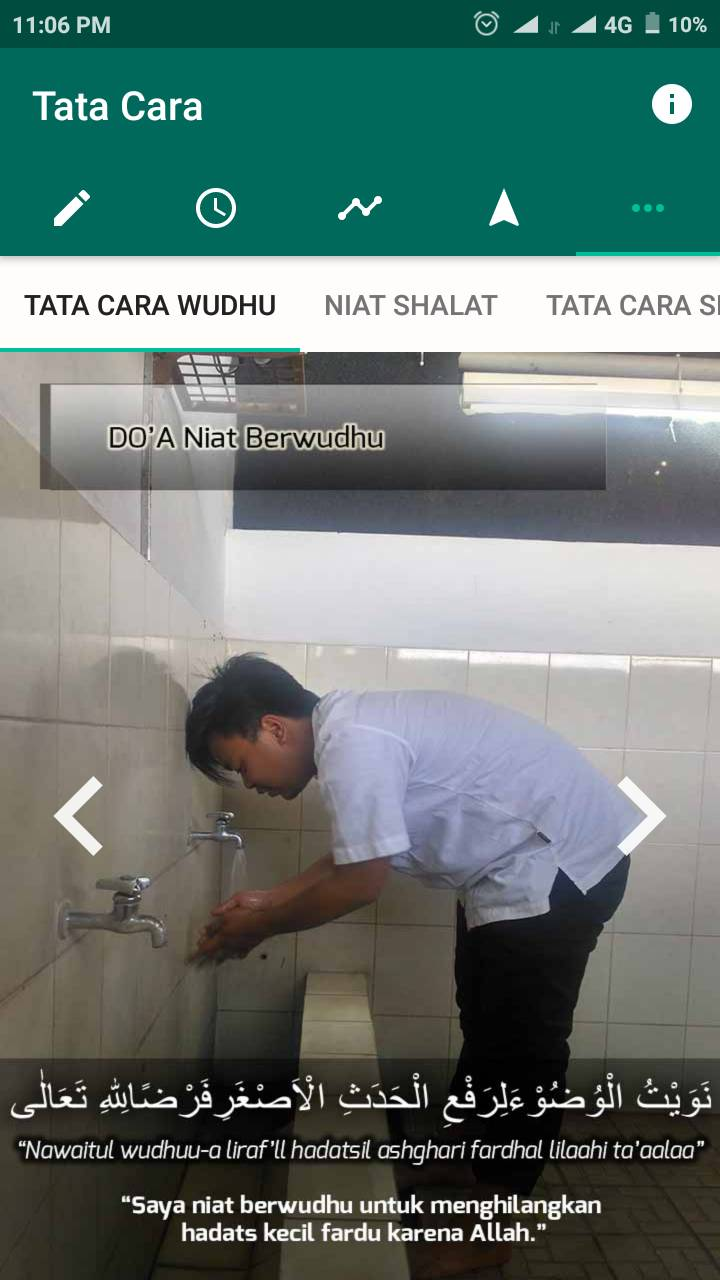 11:06 PM 4G 10%
Tata Cara
TATA CARA WUDHU NIAT SHALAT TATA CARA
DO'A Niat Berwudhu
نَوَيْتُ الْوُضُوْءَلِرَفْعِ الْحَدَثِ الْاَصْغَرِفَرْضًالِلّٰهِ تَعَالٰى
“Nawaitul wudhuu-a liraf'll hadatsil ashghari fardhal lilaahi ta'aalaa”
“Saya niat berwudhu untuk menghilangkan
hadats kecil fardu karena Allah.”